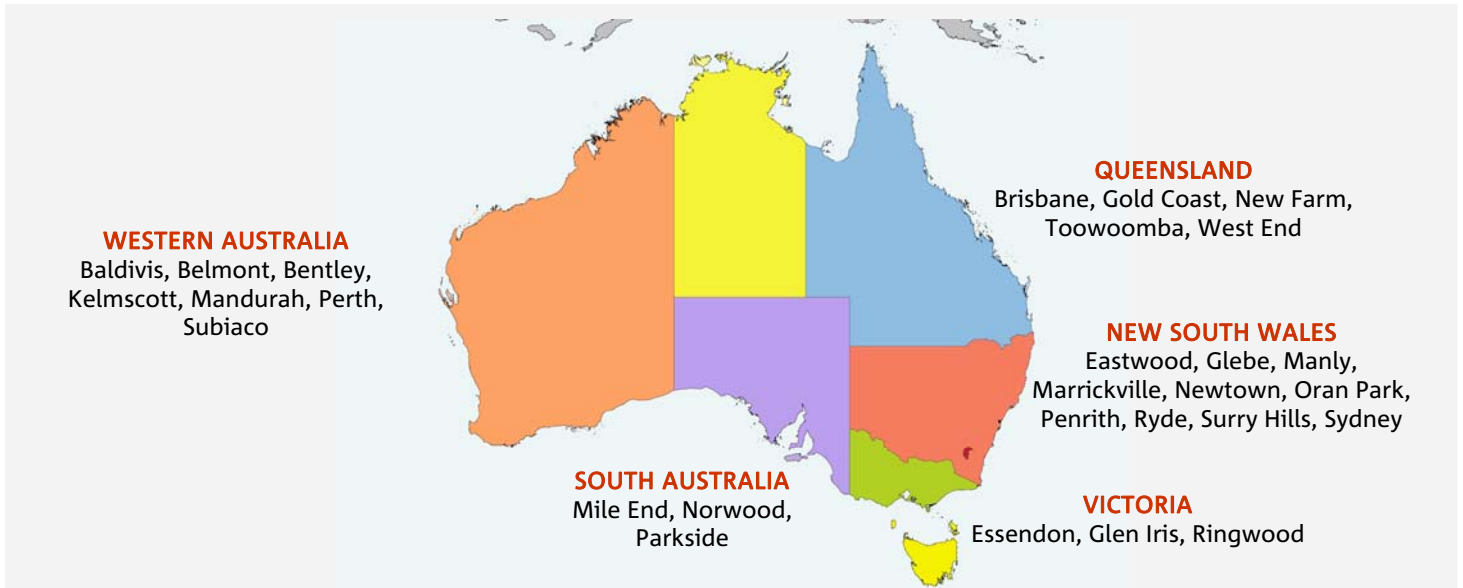 WESTERN AUSTRALIA
Baldivis, Belmont, Bentley,
Kelmscott, Mandurah, Perth,
Subiaco
QUEENSLAND
Brisbane, Gold Coast, New Farm,
Toowoomba, West End
NEW SOUTH WALES
Eastwood, Glebe, Manly,
Marrickville, Newtown, Oran Park,
Penrith, Ryde, Surry Hills, Sydney
SOUTH AUSTRALIA
Mile End, Norwood,
Parkside
VICTORIA
Essendon, Glen Iris, Ringwood